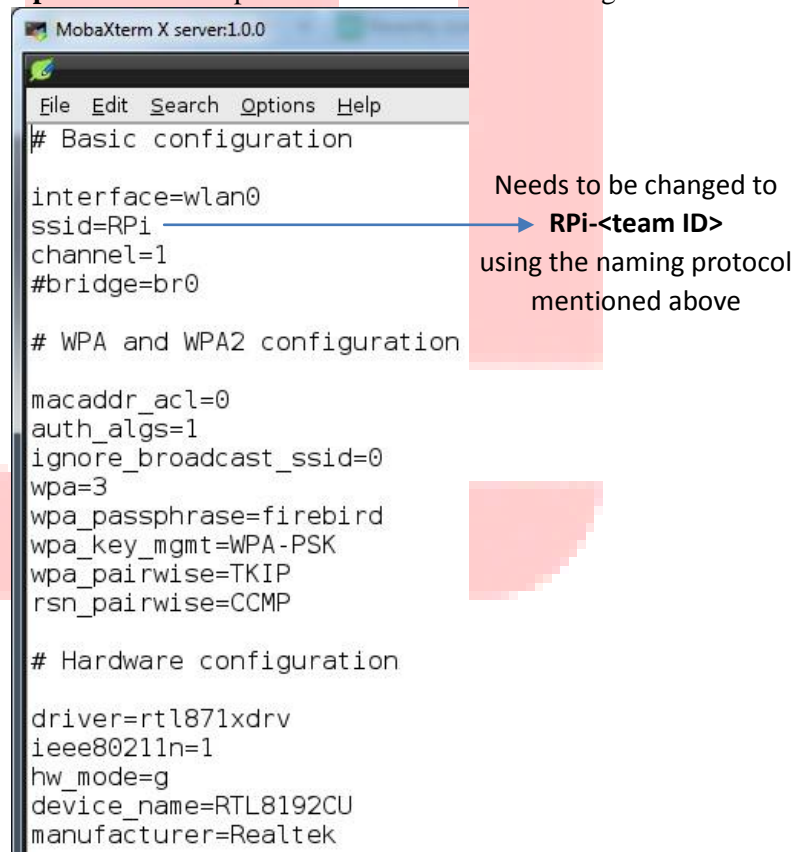 MobaXterm X server:1.0.0
File Edit Search Options Help
# Basic configuration
interface=wlan0
ssid=RPi
channel=1
#bridge=br0
Needs to be changed to
RPi-<team ID>
using the naming protocol
mentioned above
# WPA and WPA2 configuration
macaddr_acl=0
auth_algs=1
ignore_broadcast_ssid=0
wpa=3
wpa_passphrase=firebird
wpa_key_mgmt=WPA-PSK
wpa_pairwise=TKIP
rsn_pairwise=CCMP
# Hardware configuration
driver=rtl871xdrv
ieee80211n=1
hw_mode=g
device_name=RTL8192CU
manufacturer=Realtek